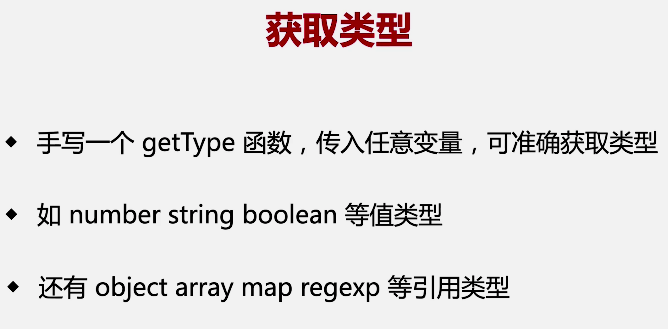 获取类型
◆ 手写一个 getType 函数，传入任意变量，可准确获取类型
◆ 如 number string boolean 等值类型
◆ 还有 object array map regexp 等引用类型